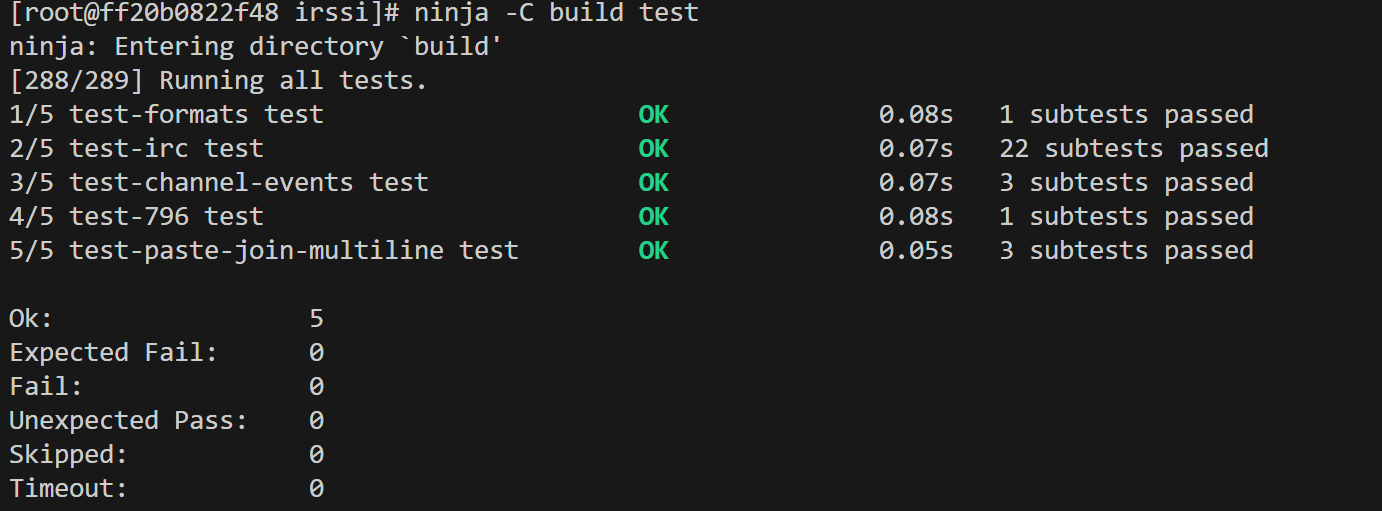 [root@ff20b0822f48 irssi]# ninja -C build test
ninja: Entering directory `build'
[288/289] Running all tests.
1/5 test-formats test                     OK              0.08s   1 subtests passed
2/5 test-irc test                         OK              0.07s   22 subtests passed
3/5 test-channel-events test              OK              0.07s   3 subtests passed
4/5 test-796 test                         OK              0.08s   1 subtests passed
5/5 test-paste-join-multiline test        OK              0.05s   3 subtests passed

Ok:                 5
Expected Fail:      0
Fail:               0
Unexpected Pass:    0
Skipped:            0
Timeout:            0